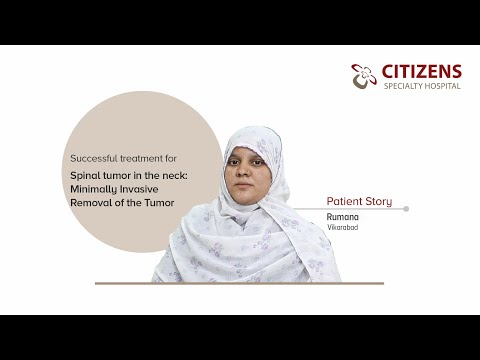 CITIZENS
SPECIALTY HOSPITAL
Successful treatment for
Spinal tumor in the neck:
Minimally Invasive
Removal of the Tumor
Patient Story
Rumana
Vikarabad